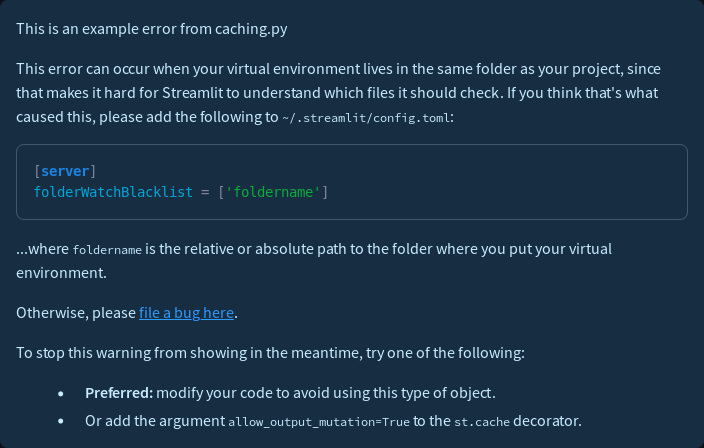 This is an example error from caching.py
This error can occur when your virtual environment lives in the same folder as your project, since
that makes it hard for Streamlit to understand which files it should check. If you think that's what
caused this, please add the following to ~/.streamlit/config.toml:
[server]
folderWatchBlacklist = ['foldername']
...where foldername is the relative or absolute path to the folder where you put your virtual
environment.
Otherwise, please file a bug here.
To stop this warning from showing in the meantime, try one of the following:
• Preferred: modify your code to avoid using this type of object.
• Or add the argument allow_output_mutation=True to the st.cache decorator.